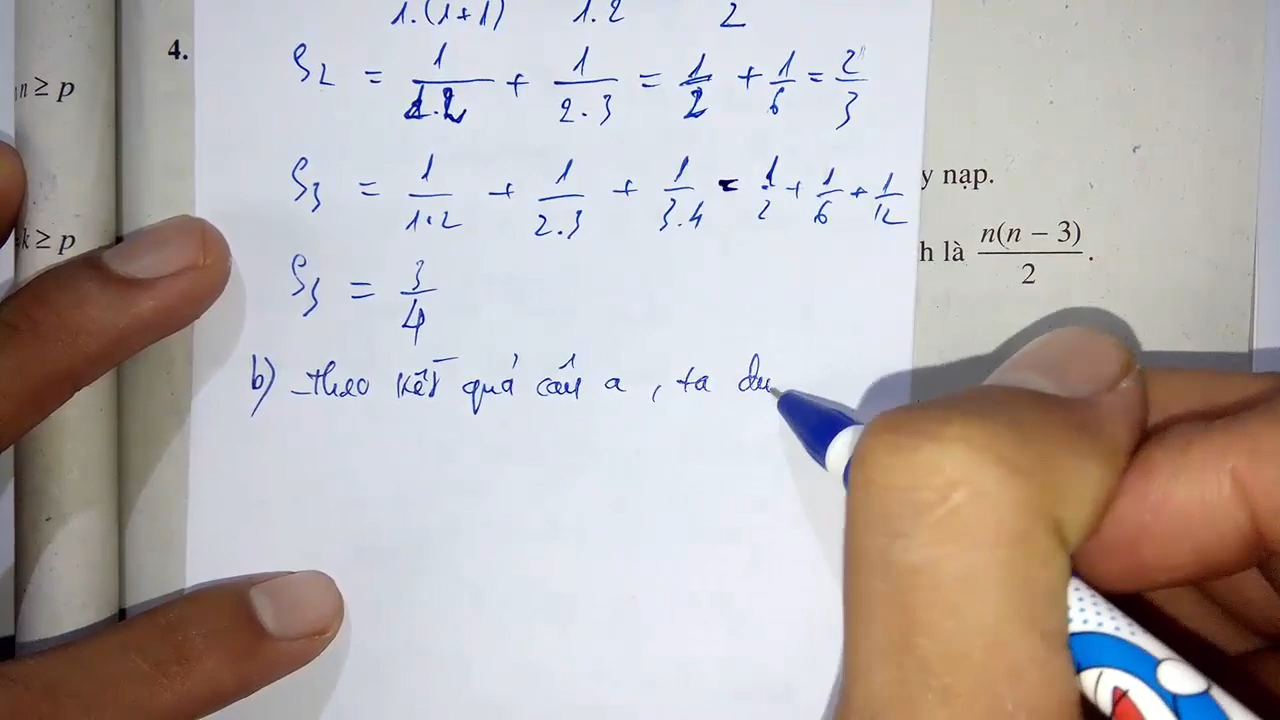 1.(1+1) 1.2 2
4.
n ≥ p
S2 = 1/1.2 + 1/2.3 = 1/2 + 1/6 = 2/3
y nạp.
S3 = 1/1.2 + 1/2.3 + 1/3.4 = 1/2 + 1/6 + 1/12
k ≥ p
h là n(n − 3)/2.
S3 = 3/4
b) theo kết quả câu a, ta dự